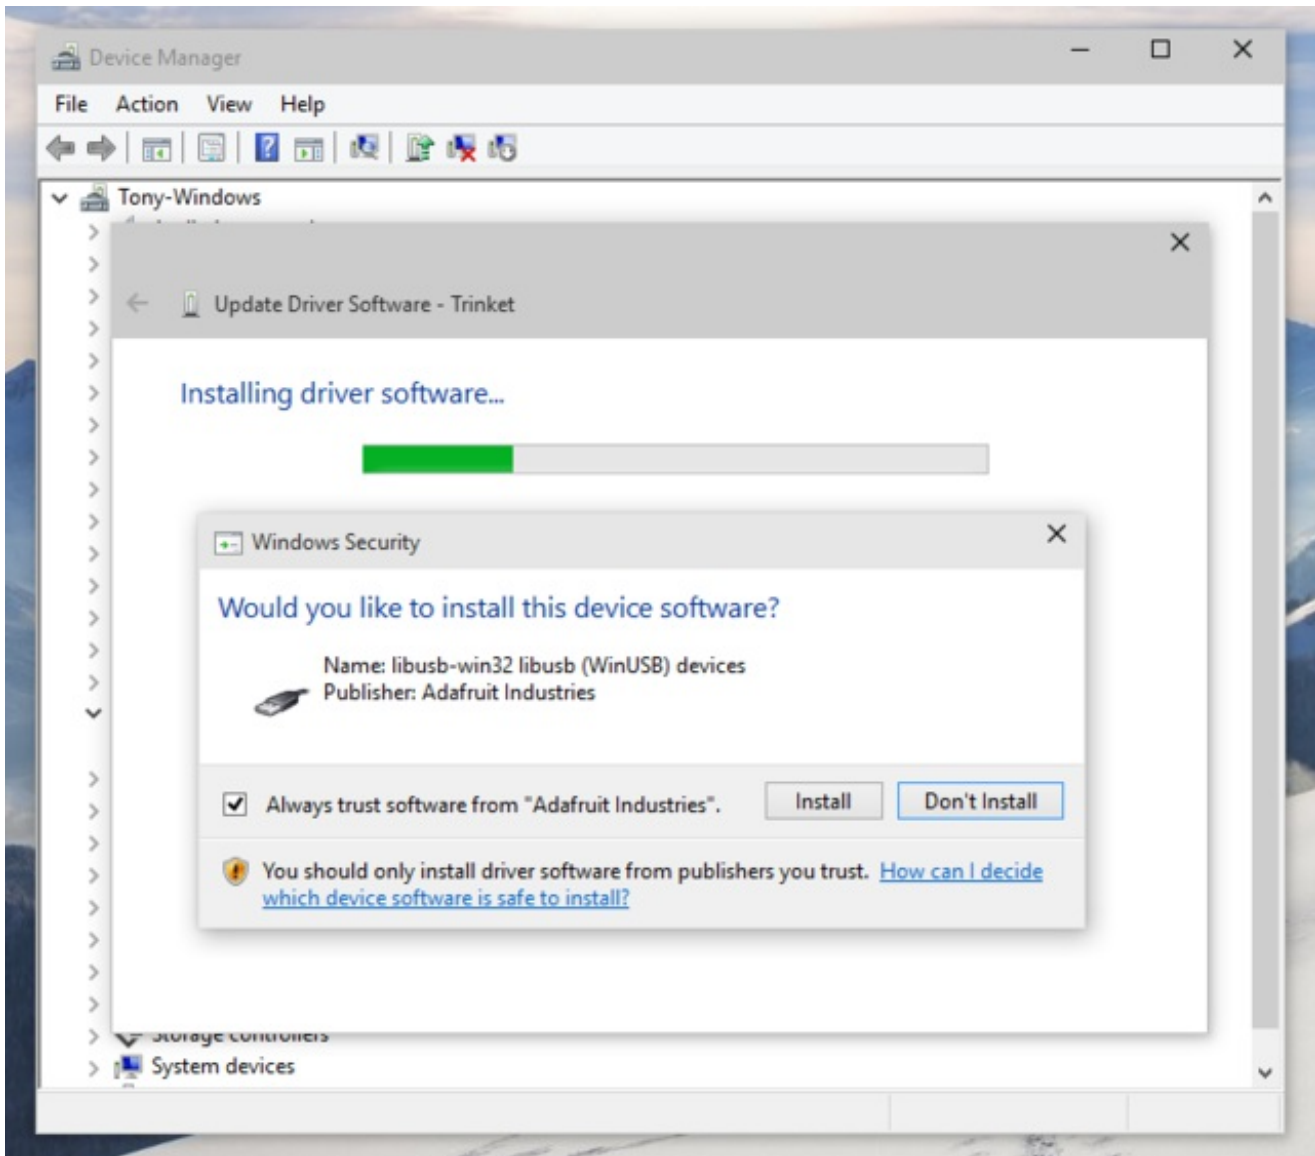 Device Manager
File Action View Help
Tony-Windows
Update Driver Software - Trinket
Installing driver software...
Windows Security
Would you like to install this device software?
Name: libusb-win32 libusb (WinUSB) devices
Publisher: Adafruit Industries
Always trust software from "Adafruit Industries".
Install
Don't Install
You should only install driver software from publishers you trust. How can I decide
which device software is safe to install?
Storage controllers
System devices